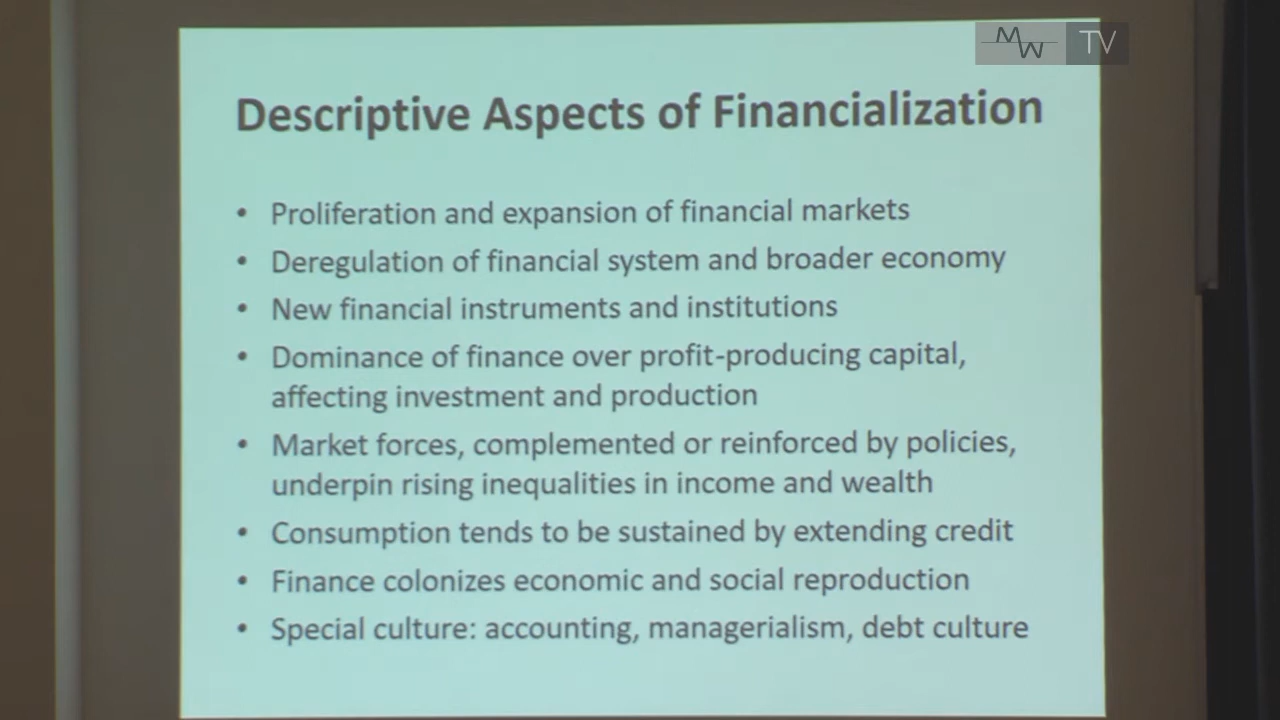 MW TV
Descriptive Aspects of Financialization
• Proliferation and expansion of financial markets
• Deregulation of financial system and broader economy
• New financial instruments and institutions
• Dominance of finance over profit-producing capital,
affecting investment and production
• Market forces, complemented or reinforced by policies,
underpin rising inequalities in income and wealth
• Consumption tends to be sustained by extending credit
• Finance colonizes economic and social reproduction
• Special culture: accounting, managerialism, debt culture